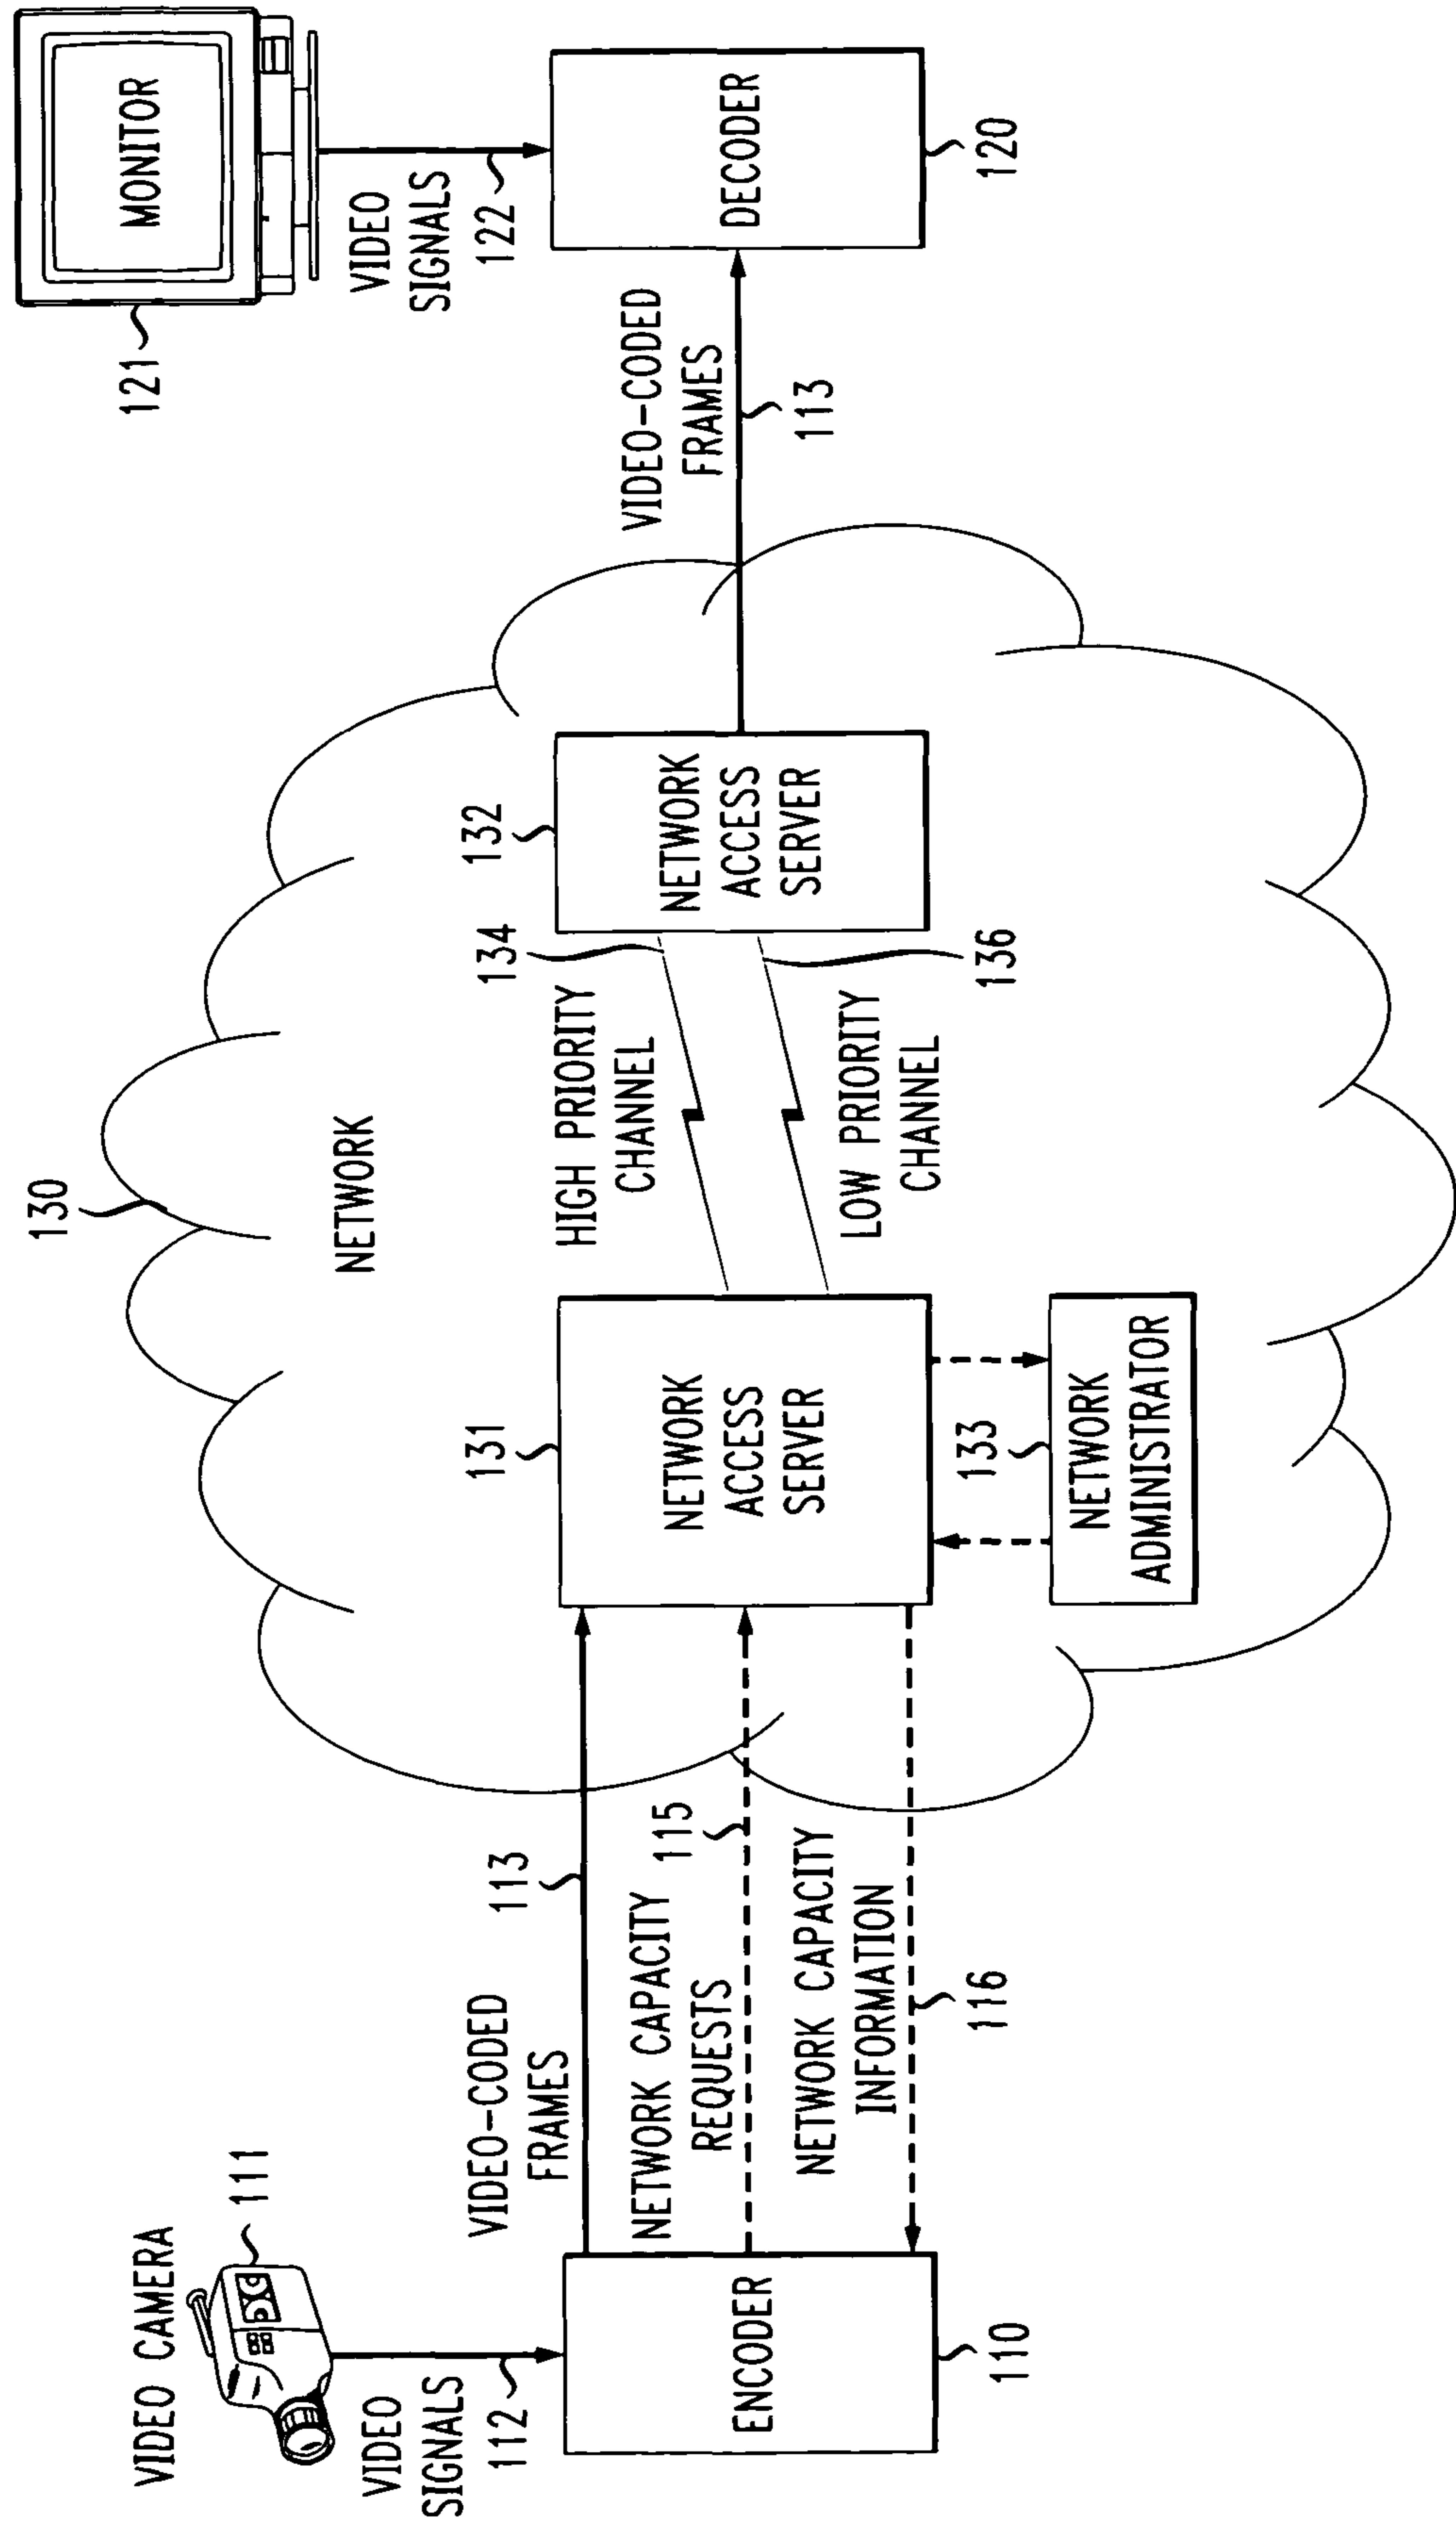 VIDEO CAMERA
111
VIDEO
SIGNALS
112
ENCODER
110
VIDEO-CODED
FRAMES
113
NETWORK CAPACITY
REQUESTS
115
NETWORK CAPACITY
INFORMATION
116
130
NETWORK
131
NETWORK
ACCESS
SERVER
133
NETWORK
ADMINISTRATOR
HIGH PRIORITY
CHANNEL
134
LOW PRIORITY
CHANNEL
136
132
NETWORK
ACCESS
SERVER
VIDEO-CODED
FRAMES
113
121
MONITOR
VIDEO
SIGNALS
122
DECODER
120